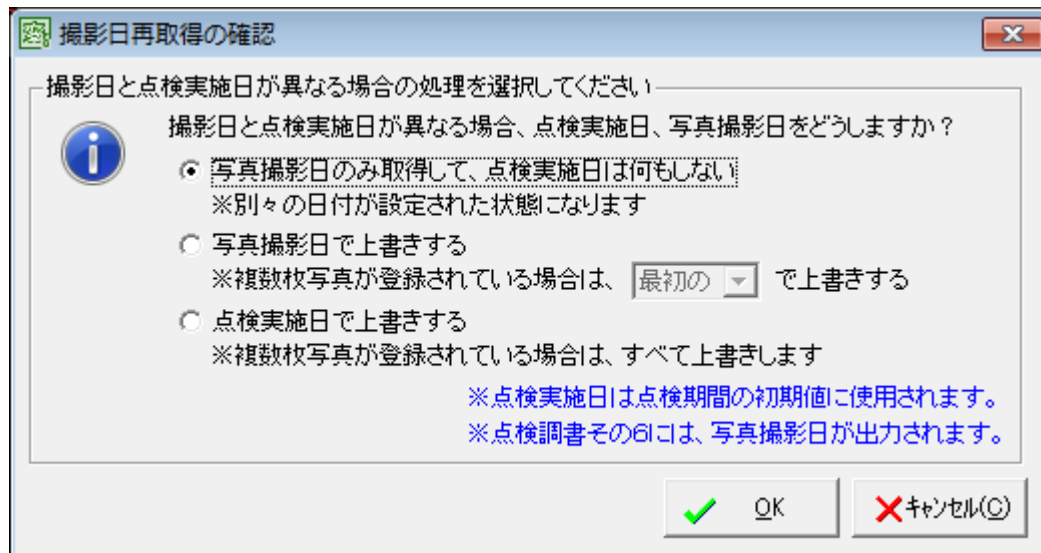 撮影日再取得の確認
撮影日と点検実施日が異なる場合の処理を選択してください
撮影日と点検実施日が異なる場合、点検実施日、写真撮影日をどうしますか？
写真撮影日のみ取得して、点検実施日は何もしない
※別々の日付が設定された状態になります
写真撮影日で上書きする
※複数枚写真が登録されている場合は、 最初の で上書きする
点検実施日で上書きする
※複数枚写真が登録されている場合は、すべて上書きします
※点検実施日は点検期間の初期値に使用されます。
※点検調書その6には、写真撮影日が出力されます。
OK ｷｬﾝｾﾙ(C)